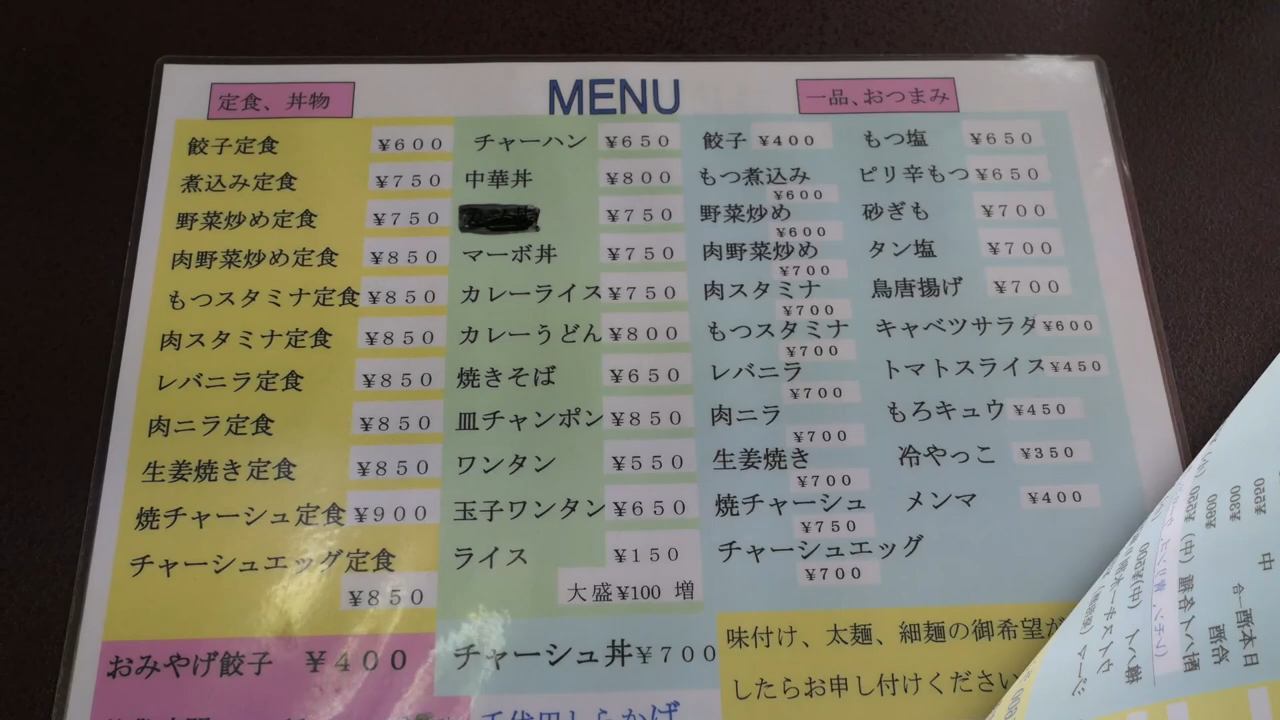 MENU
定食、丼物
餃子定食 ¥600
煮込み定食 ¥750
野菜炒め定食 ¥750
肉野菜炒め定食 ¥850
もつスタミナ定食 ¥850
肉スタミナ定食 ¥850
レバニラ定食 ¥850
肉ニラ定食 ¥850
生姜焼き定食 ¥850
焼チャーシュ定食 ¥900
チャーシュエッグ定食
¥850
おみやげ餃子 ¥400
チャーハン ¥650
中華丼 ¥800
¥750
マーボ丼 ¥750
カレーライス ¥750
カレーうどん ¥800
焼きそば ¥650
皿チャンポン ¥850
ワンタン ¥550
玉子ワンタン ¥650
ライス ¥150
大盛¥100 増
チャーシュ丼 ¥700
一品、おつまみ
餃子 ¥400
もつ煮込み
¥600
野菜炒め
¥600
肉野菜炒め
¥700
肉スタミナ
¥700
もつスタミナ
¥700
レバニラ
¥700
肉ニラ
¥700
生姜焼き
¥700
焼チャーシュ
¥750
チャーシュエッグ
¥700
もつ塩 ¥650
ピリ辛もつ ¥650
砂ぎも ¥700
タン塩 ¥700
鳥唐揚げ ¥700
キャベツサラダ ¥600
トマトスライス ¥450
もろキュウ ¥450
冷やっこ ¥350
メンマ ¥400
味付け、太麺、細麺の御希望が
したらお申し付けください